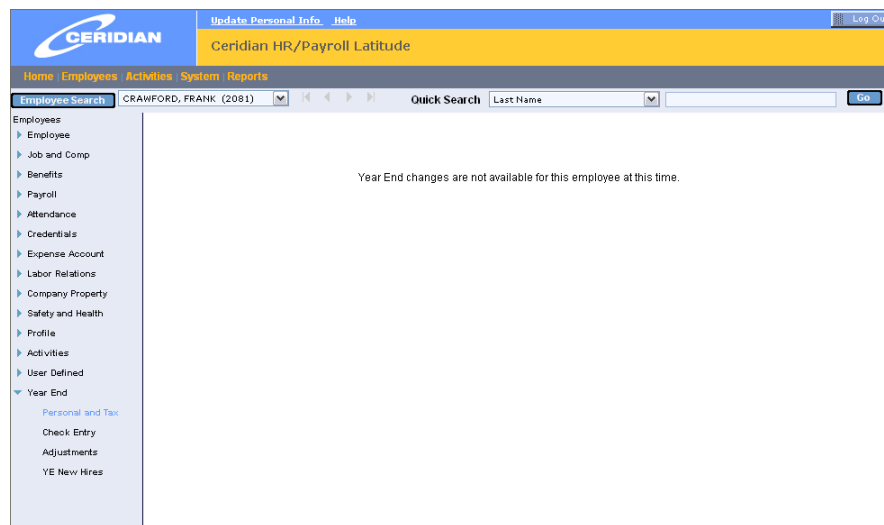 CERIDIAN
Update Personal Info Help
Log Ou
Ceridian HR/Payroll Latitude
Home | Employees | Activities | System | Reports
Employee Search CRAWFORD, FRANK (2081) Quick Search Last Name Go
Employees
Employee
Job and Comp
Benefits
Payroll
Attendance
Credentials
Expense Account
Labor Relations
Company Property
Safety and Health
Profile
Activities
User Defined
Year End
Personal and Tax
Check Entry
Adjustments
YE New Hires
Year End changes are not available for this employee at this time.